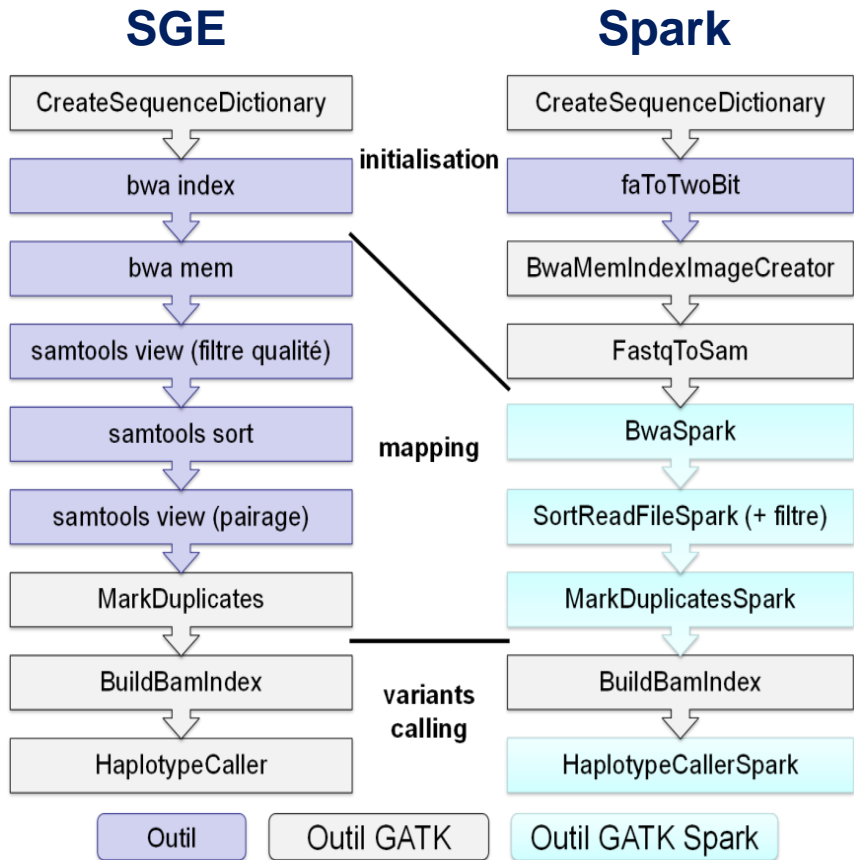 SGE
Spark
CreateSequenceDictionary
bwa index
bwa mem
samtools view (filtre qualité)
samtools sort
samtools view (pairage)
MarkDuplicates
BuildBamIndex
HaplotypeCaller
initialisation
mapping
variants
calling
CreateSequenceDictionary
faToTwoBit
BwaMemIndexImageCreator
FastqToSam
BwaSpark
SortReadFileSpark (+ filtre)
MarkDuplicatesSpark
BuildBamIndex
HaplotypeCallerSpark
Outil
Outil GATK
Outil GATK Spark